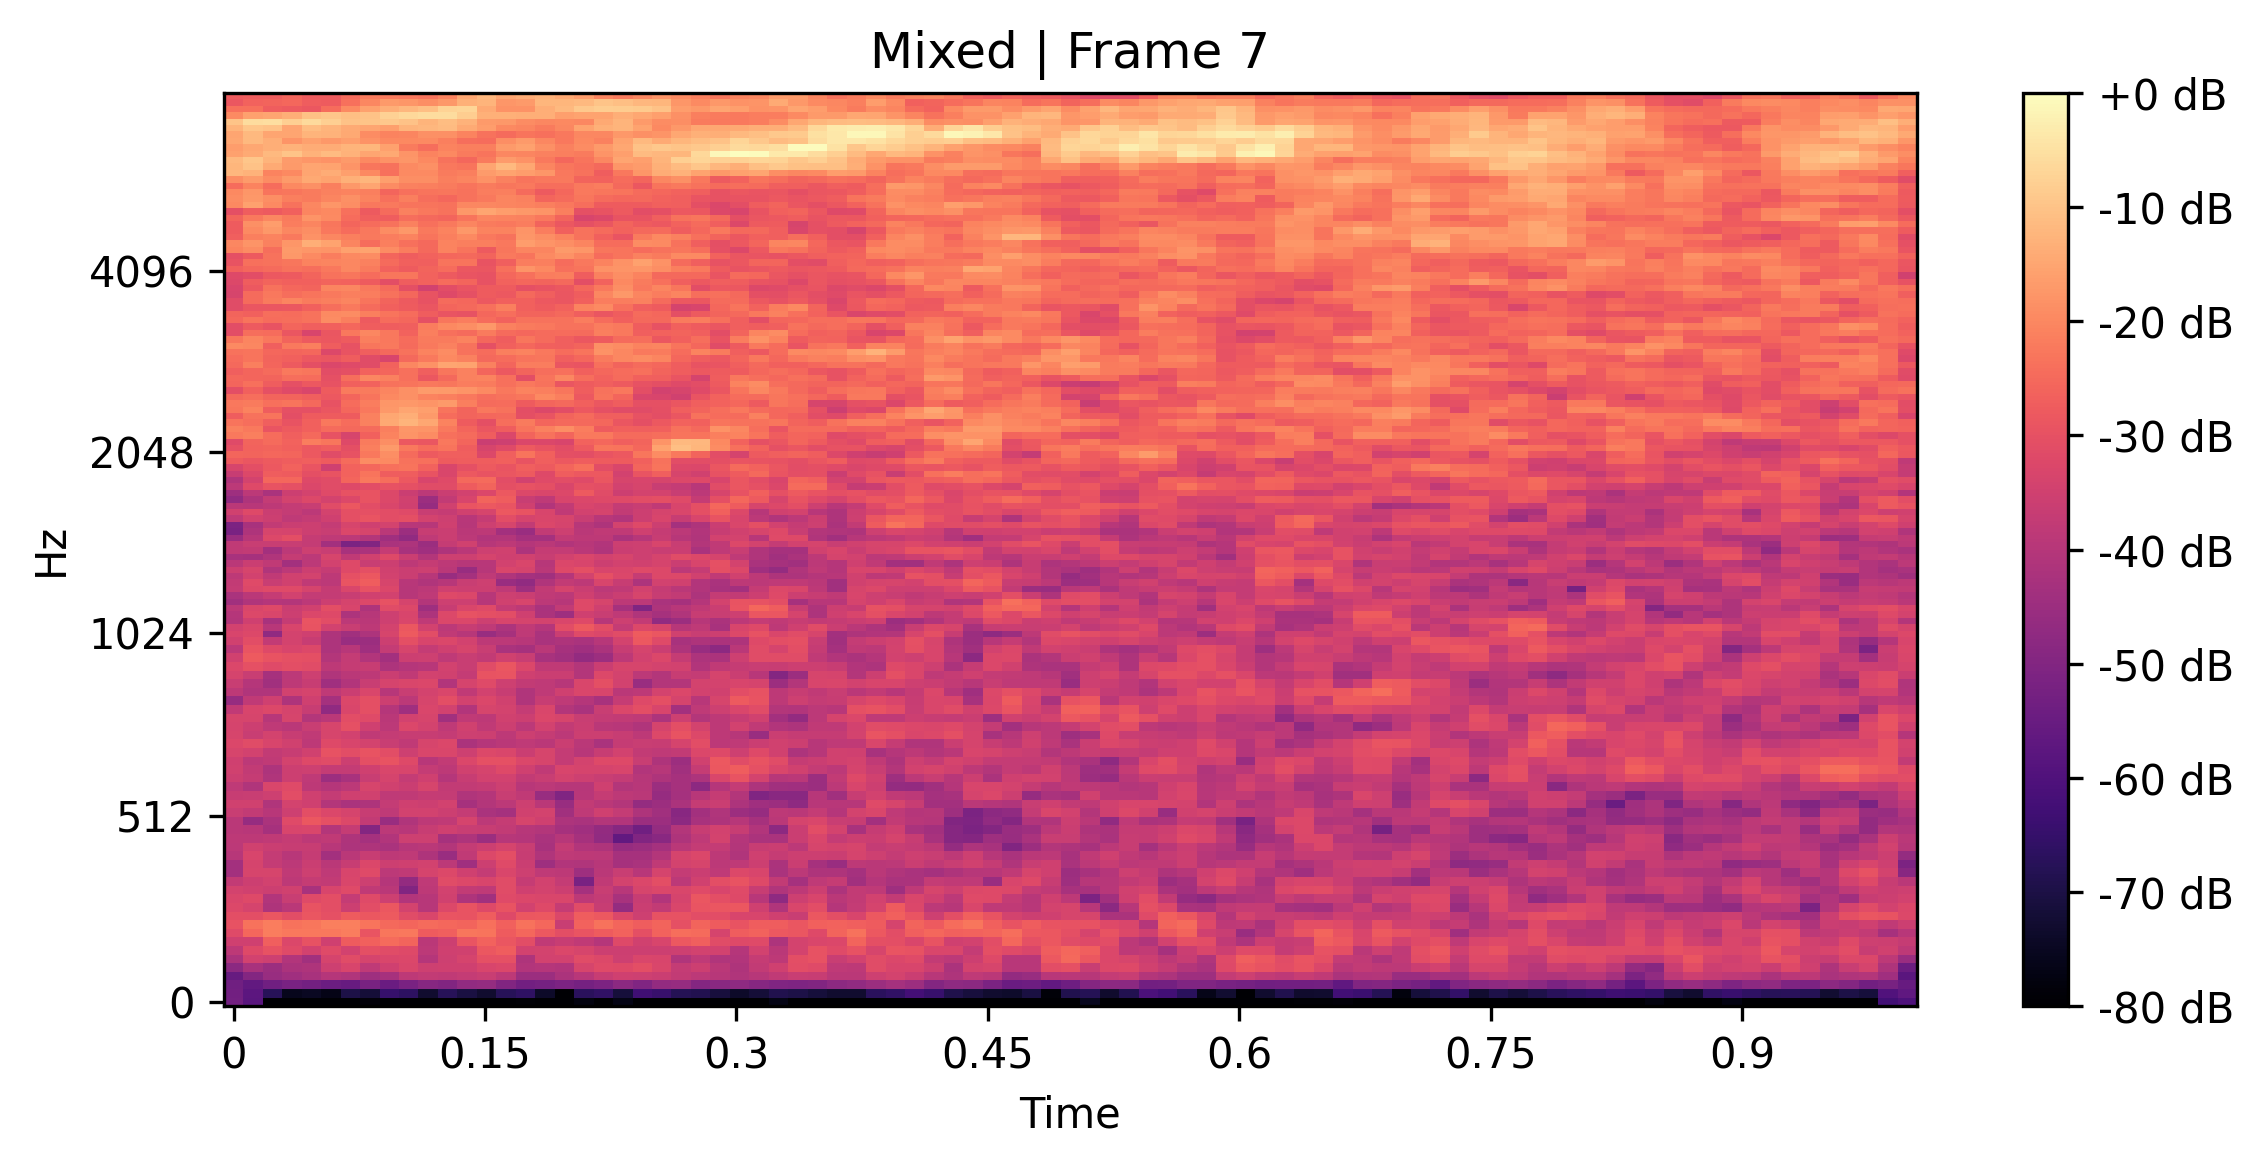 Mixed | Frame 7
+0 dB
-10 dB
-20 dB
-30 dB
-40 dB
-50 dB
-60 dB
-70 dB
-80 dB
4096
2048
1024
512
0
Hz
0 0.15 0.3 0.45 0.6 0.75 0.9
Time